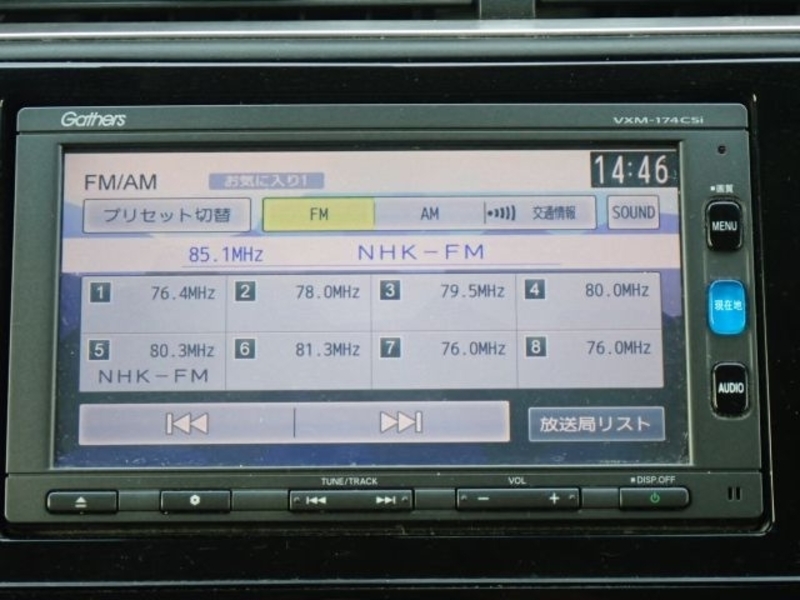 Gathers VXM-174CSi
FM/AM お気に入り1 14:46
プリセット切替 FM AM 交通情報 SOUND
85.1MHz NHK-FM
1 76.4MHz 2 78.0MHz 3 79.5MHz 4 80.0MHz
5 80.3MHz 6 81.3MHz 7 76.0MHz 8 76.0MHz
NHK-FM
放送局リスト
画質
MENU
現在地
AUDIO
TUNE/TRACK VOL DISP.OFF
− +